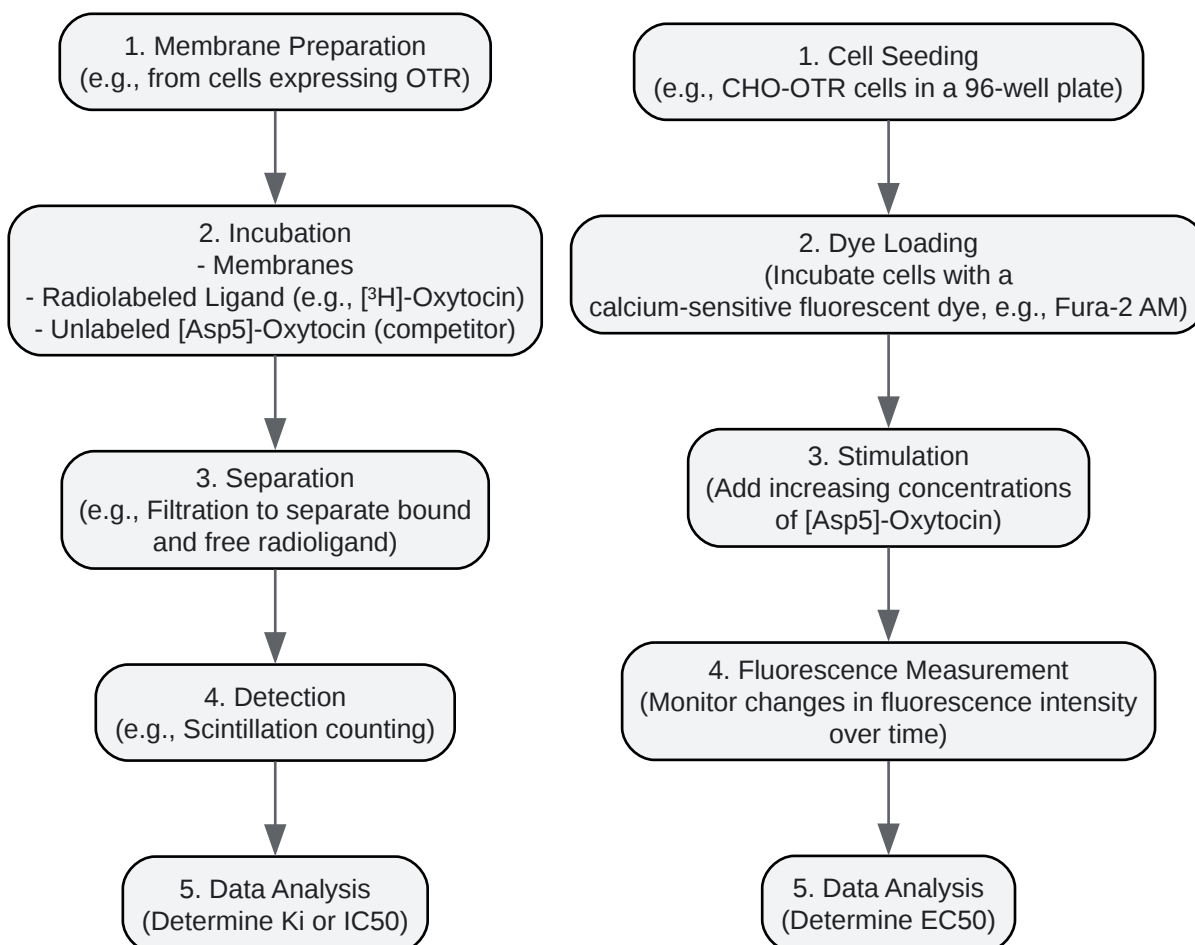 1. Membrane Preparation
(e.g., from cells expressing OTR)
2. Incubation
- Membranes
- Radiolabeled Ligand (e.g., [³H]-Oxytocin)
- Unlabeled [Asp5]-Oxytocin (competitor)
3. Separation
(e.g., Filtration to separate bound
and free radioligand)
4. Detection
(e.g., Scintillation counting)
5. Data Analysis
(Determine Ki or IC50)
1. Cell Seeding
(e.g., CHO-OTR cells in a 96-well plate)
2. Dye Loading
(Incubate cells with a
calcium-sensitive fluorescent dye, e.g., Fura-2 AM)
3. Stimulation
(Add increasing concentrations
of [Asp5]-Oxytocin)
4. Fluorescence Measurement
(Monitor changes in fluorescence intensity
over time)
5. Data Analysis
(Determine EC50)